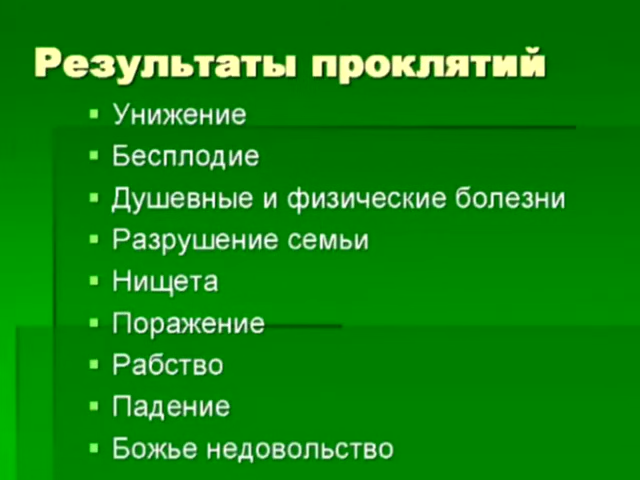 Результаты проклятий
Унижение
Бесплодие
Душевные и физические болезни
Разрушение семьи
Нищета
Поражение
Рабство
Падение
Божье недовольство